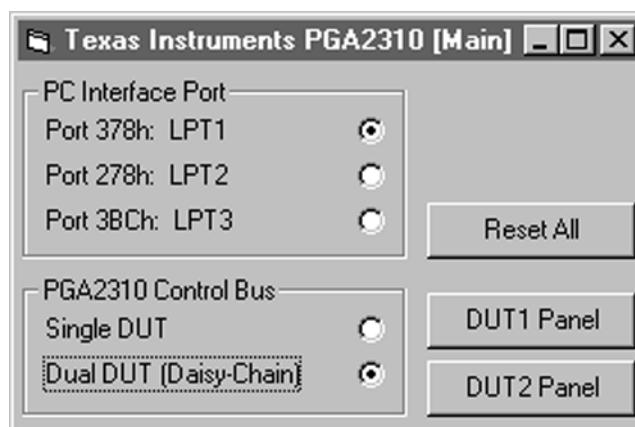 Texas Instruments PGA2310 [Main]
PC Interface Port
Port 378h: LPT1
Port 278h: LPT2
Port 3BCh: LPT3
Reset All
PGA2310 Control Bus
Single DUT
Dual DUT (Daisy-Chain)
DUT1 Panel
DUT2 Panel